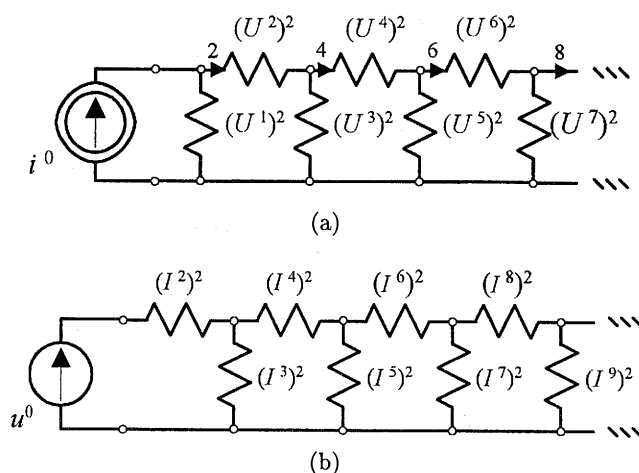 (U²)² (U⁴)² (U⁶)²
2 4 6 8
(U¹)² (U³)² (U⁵)² (U⁷)²
i⁰
(a)
(I²)² (I⁴)² (I⁶)² (I⁸)²
(I³)² (I⁵)² (I⁷)² (I⁹)²
u⁰
(b)